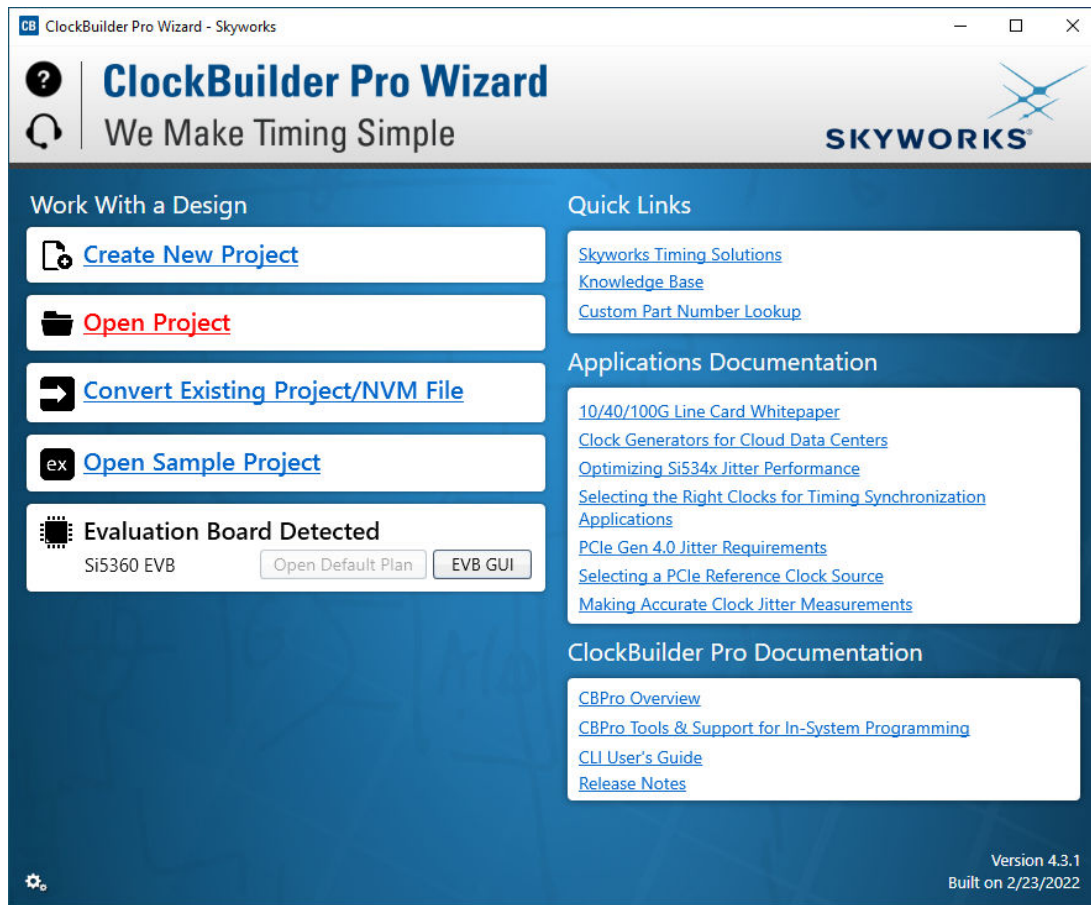 CB ClockBuilder Pro Wizard - Skyworks
? ClockBuilder Pro Wizard
We Make Timing Simple
SKYWORKS®
Work With a Design
Create New Project
Open Project
Convert Existing Project/NVM File
ex Open Sample Project
Evaluation Board Detected
Si5360 EVB Open Default Plan EVB GUI
Quick Links
Skyworks Timing Solutions
Knowledge Base
Custom Part Number Lookup
Applications Documentation
10/40/100G Line Card Whitepaper
Clock Generators for Cloud Data Centers
Optimizing Si534x Jitter Performance
Selecting the Right Clocks for Timing Synchronization
Applications
PCIe Gen 4.0 Jitter Requirements
Selecting a PCIe Reference Clock Source
Making Accurate Clock Jitter Measurements
ClockBuilder Pro Documentation
CBPro Overview
CBPro Tools & Support for In-System Programming
CLI User's Guide
Release Notes
Version 4.3.1
Built on 2/23/2022